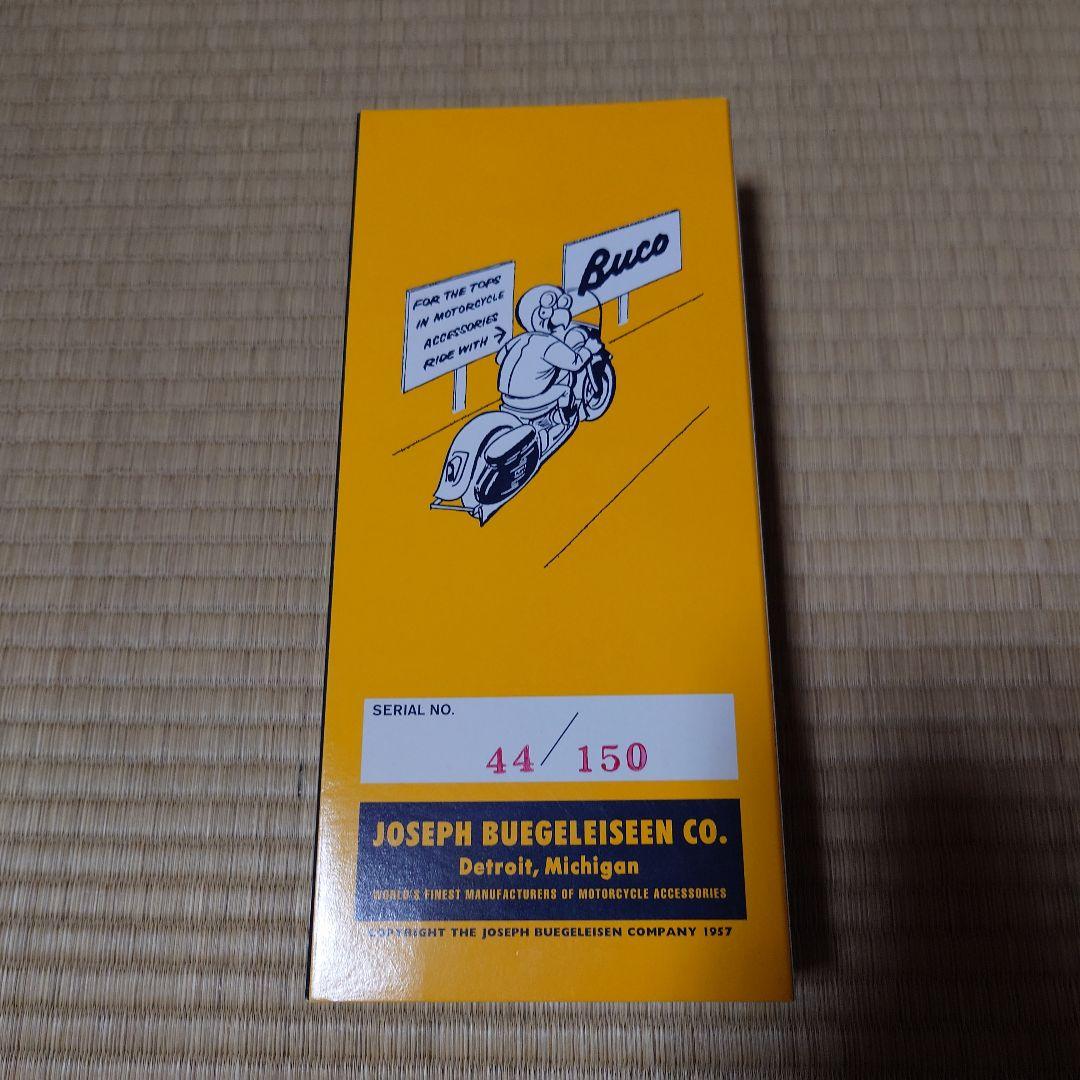 FOR THE TOPS
IN MOTORCYCLE
ACCESSORIES
RIDE WITH →
Buco
SERIAL NO.
44/150
JOSEPH BUEGELEISEEN CO.
Detroit, Michigan
WORLD'S FINEST MANUFACTURERS OF MOTORCYCLE ACCESSORIES
COPYRIGHT THE JOSEPH BUEGELEISEN COMPANY 1957